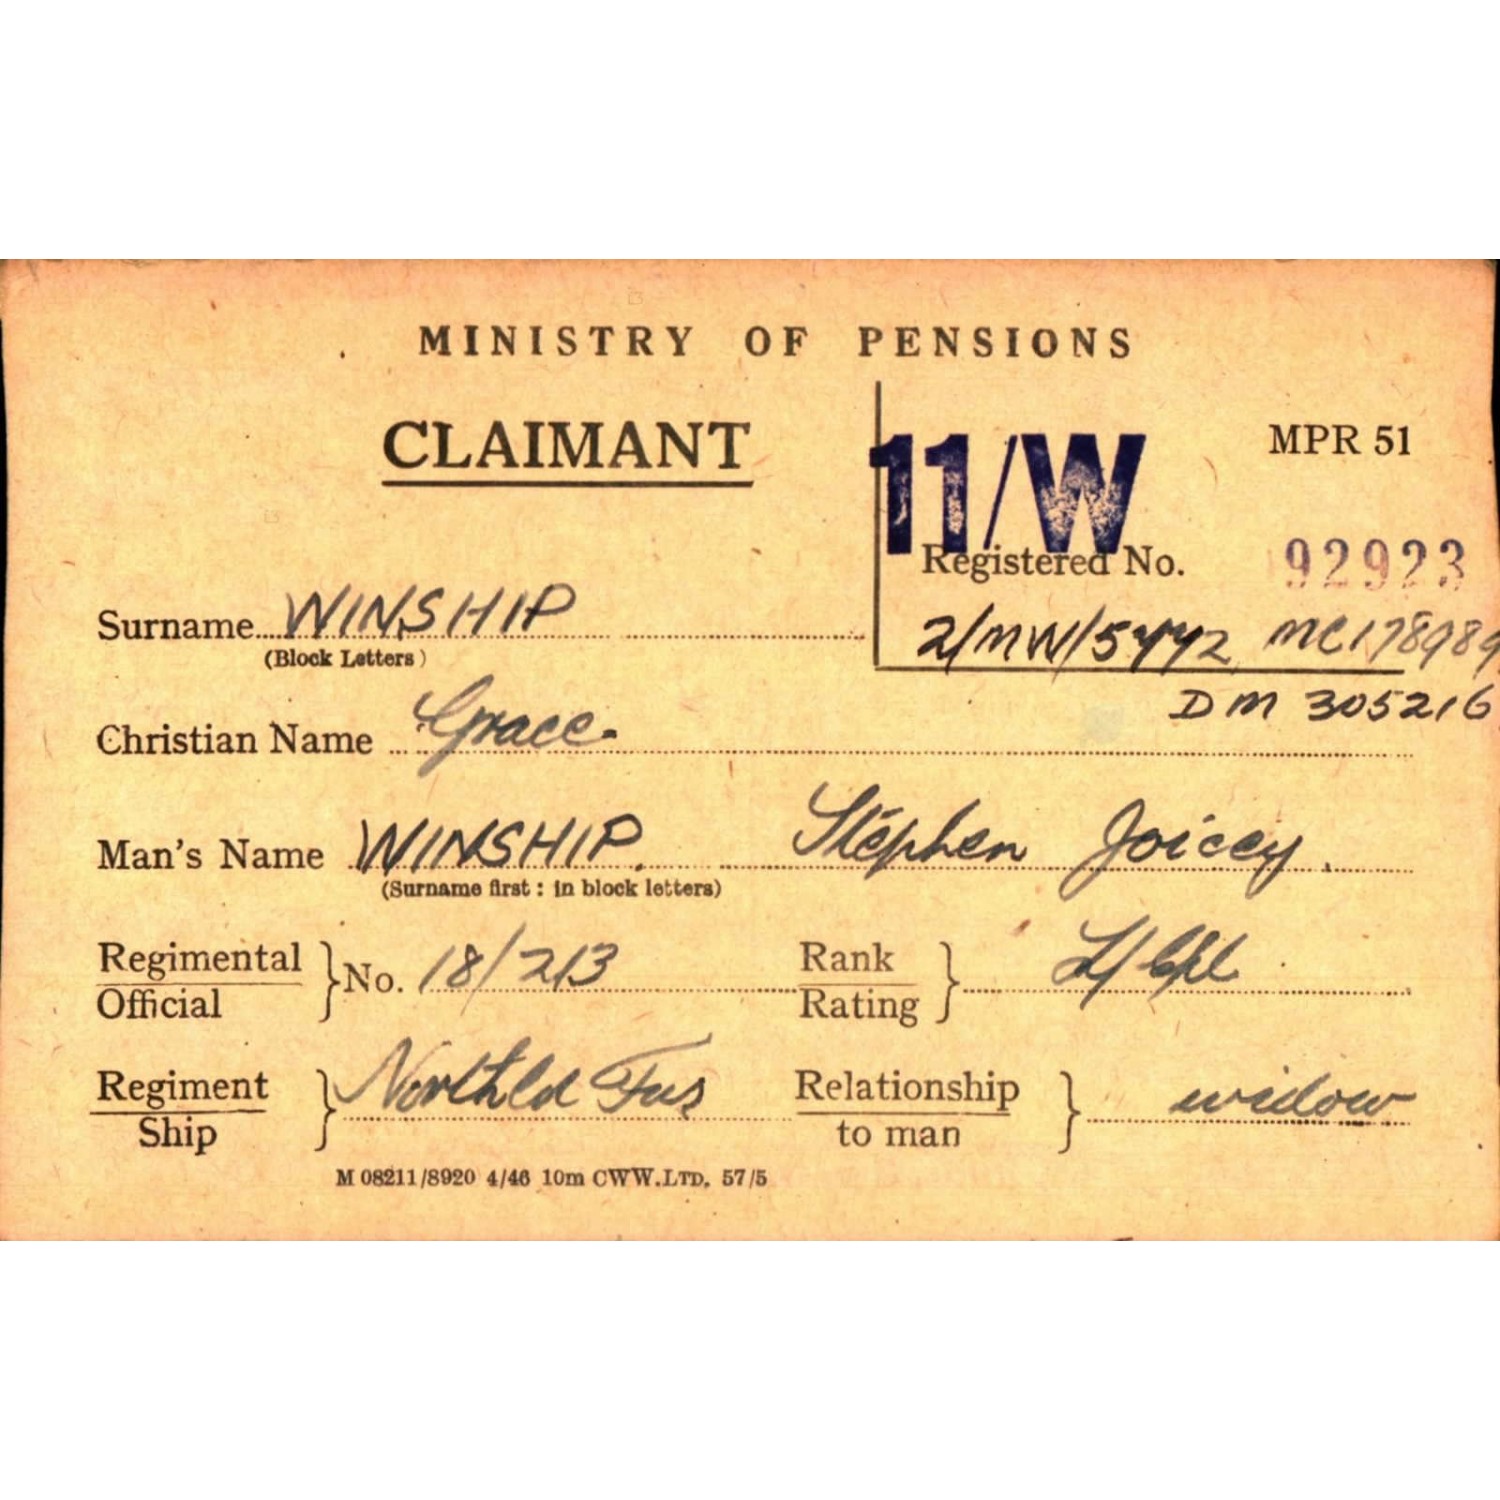 MINISTRY OF PENSIONS
CLAIMANT
11/W
MPR 51
Registered No. 92923
Surname WINSHIP
(Block Letters)
2/MW/5442 MC178989
DM 305216
Christian Name Grace.
Man's Name WINSHIP. Stephen Joicey.
(Surname first : in block letters)
Regimental
Official
} No. 18/213
Rank
Rating
} L/Cpl
Regiment
Ship
} Northld Fus
Relationship
to man
} widow
M 08211/8920 4/46 10m CWW.LTD. 57/5